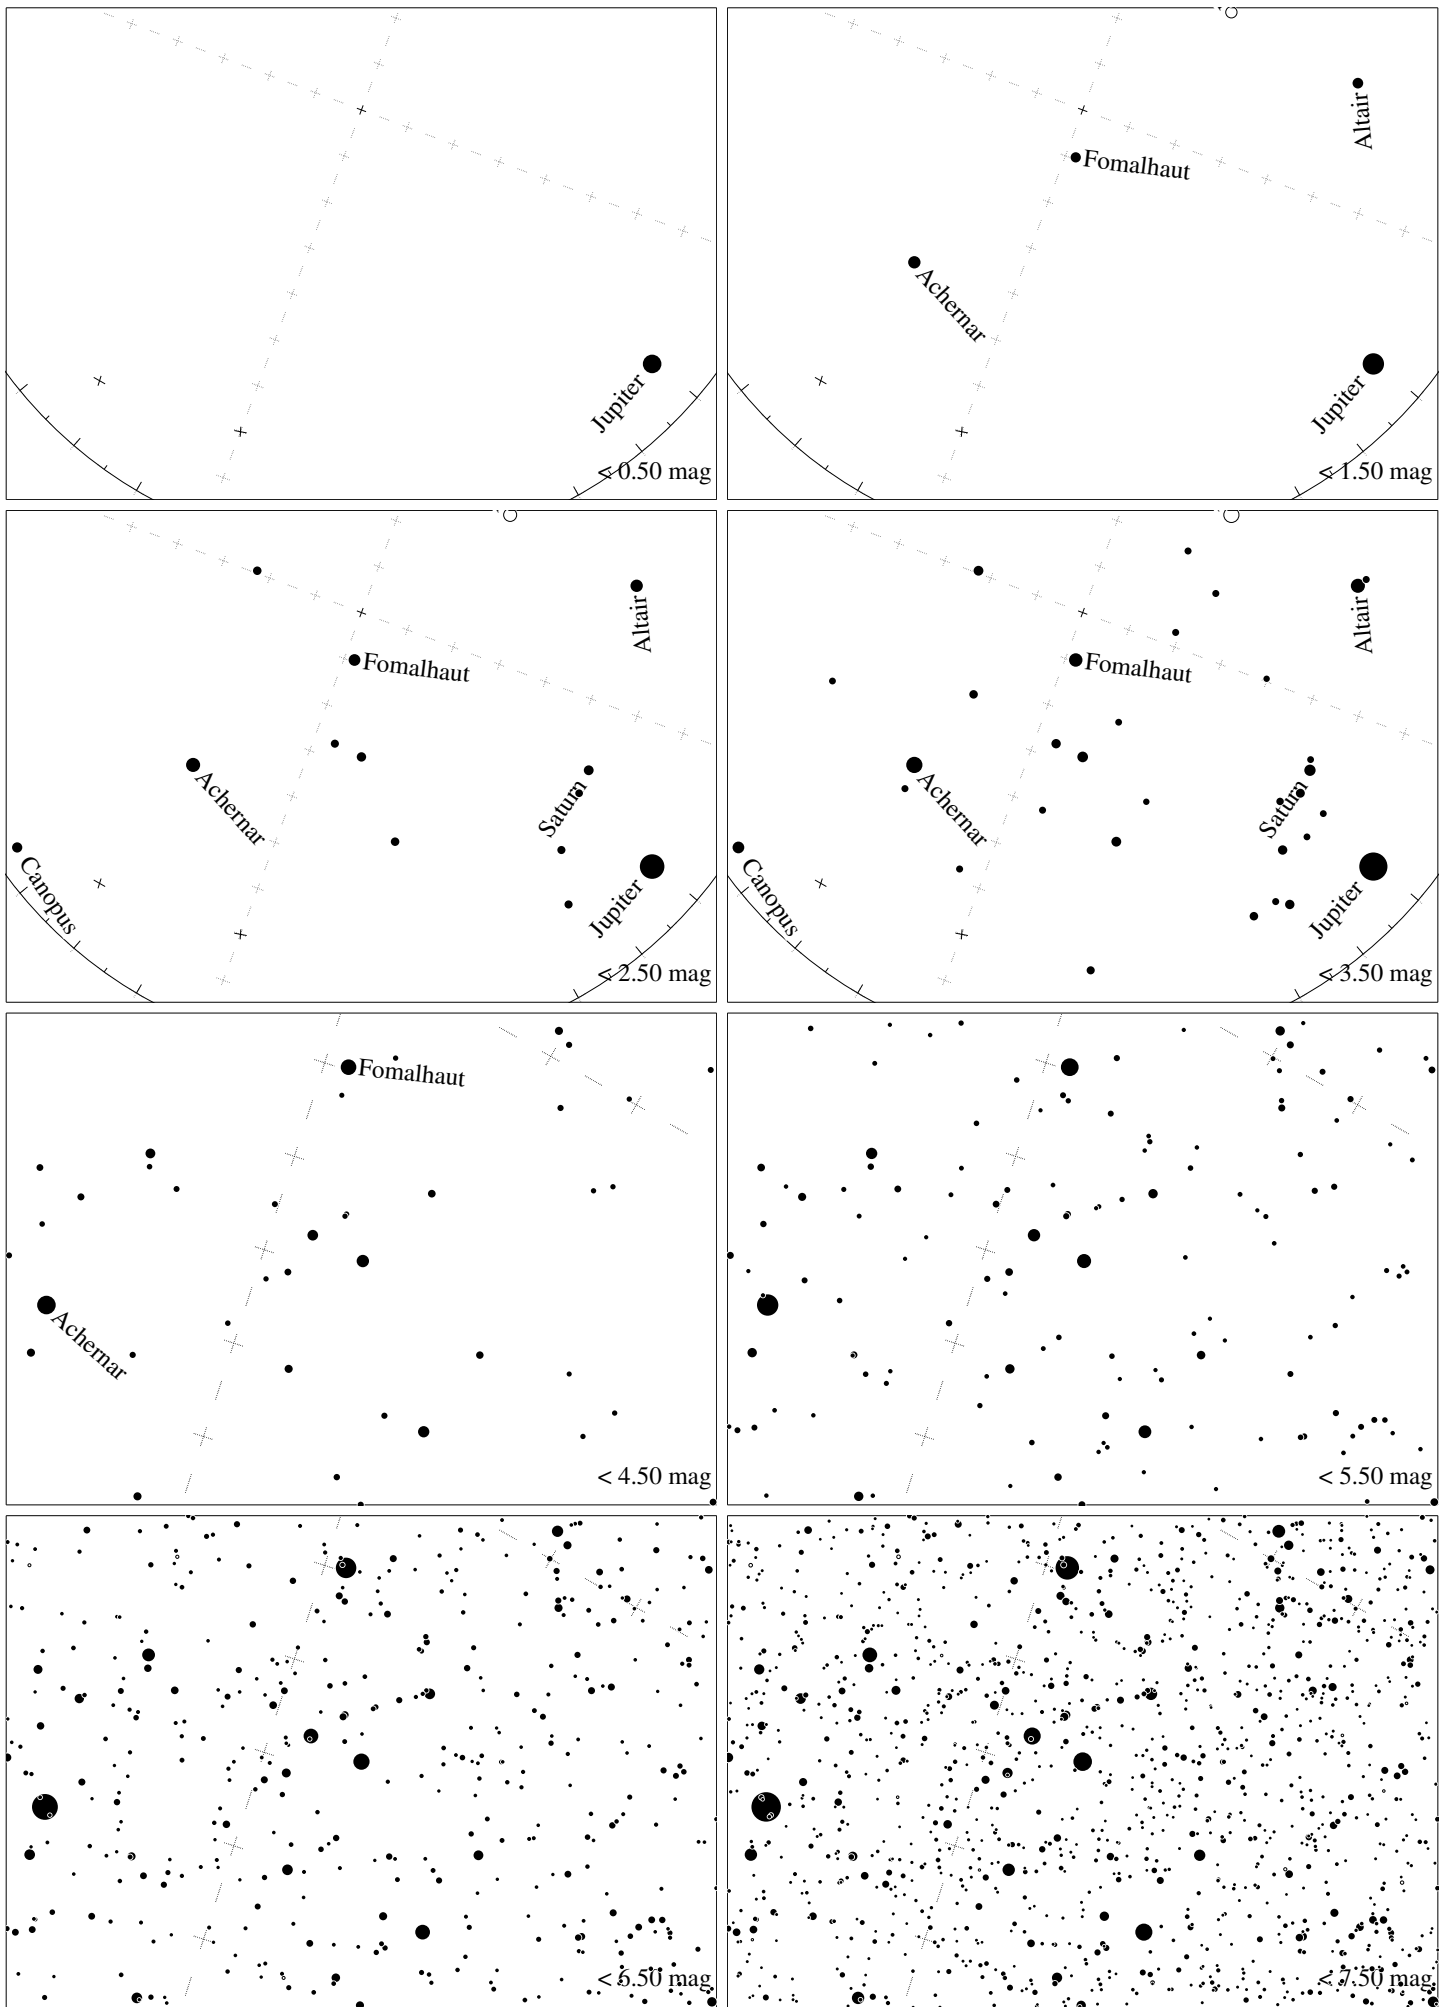 Jupiter
< 0.50 mag
Altair
Fomalhaut
Achernar
Jupiter
< 1.50 mag
Altair
Fomalhaut
Achernar
Saturn
Canopus
Jupiter
< 2.50 mag
Altair
Fomalhaut
Achernar
Saturn
Canopus
Jupiter
< 3.50 mag
Fomalhaut
Achernar
< 4.50 mag
< 5.50 mag
< 6.50 mag
< 7.50 mag